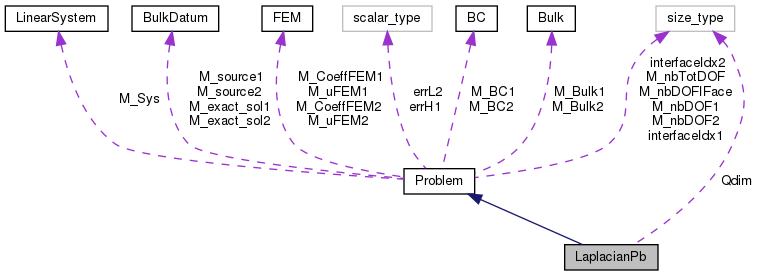 LinearSystem
BulkDatum
FEM
scalar_type
BC
Bulk
size_type
M_Sys
M_source1
M_source2
M_exact_sol1
M_exact_sol2
M_CoeffFEM1
M_uFEM1
M_CoeffFEM2
M_uFEM2
errL2
errH1
M_BC1
M_BC2
M_Bulk1
M_Bulk2
interfaceIdx2
M_nbTotDOF
M_nbDOFIFace
M_nbDOF1
M_nbDOF2
interfaceIdx1
Problem
Qdim
LaplacianPb